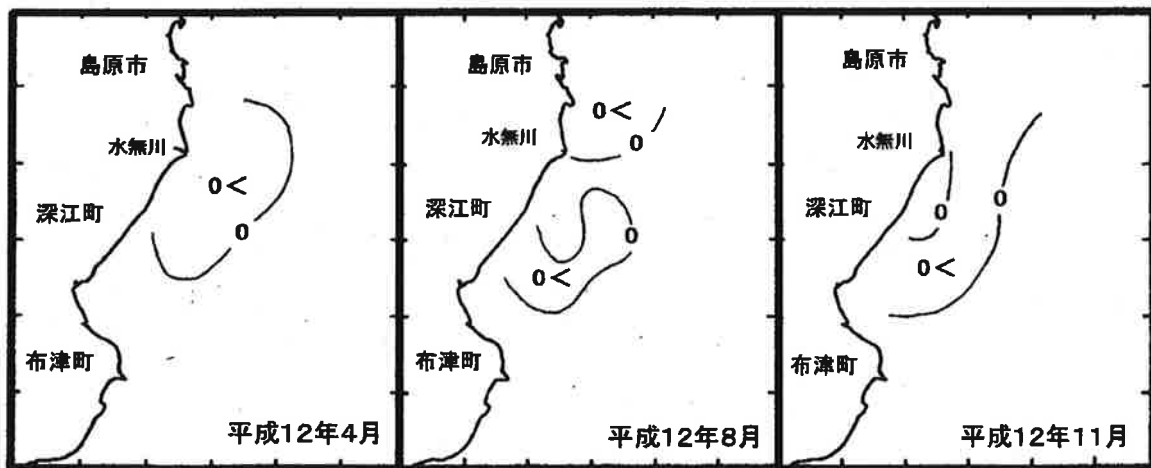 島原市
水無川
0<
深江町
0
布津町
平成12年4月
島原市
0<
水無川
0
深江町
0
0<
布津町
平成12年8月
島原市
水無川
0
深江町
0
0<
布津町
平成12年11月